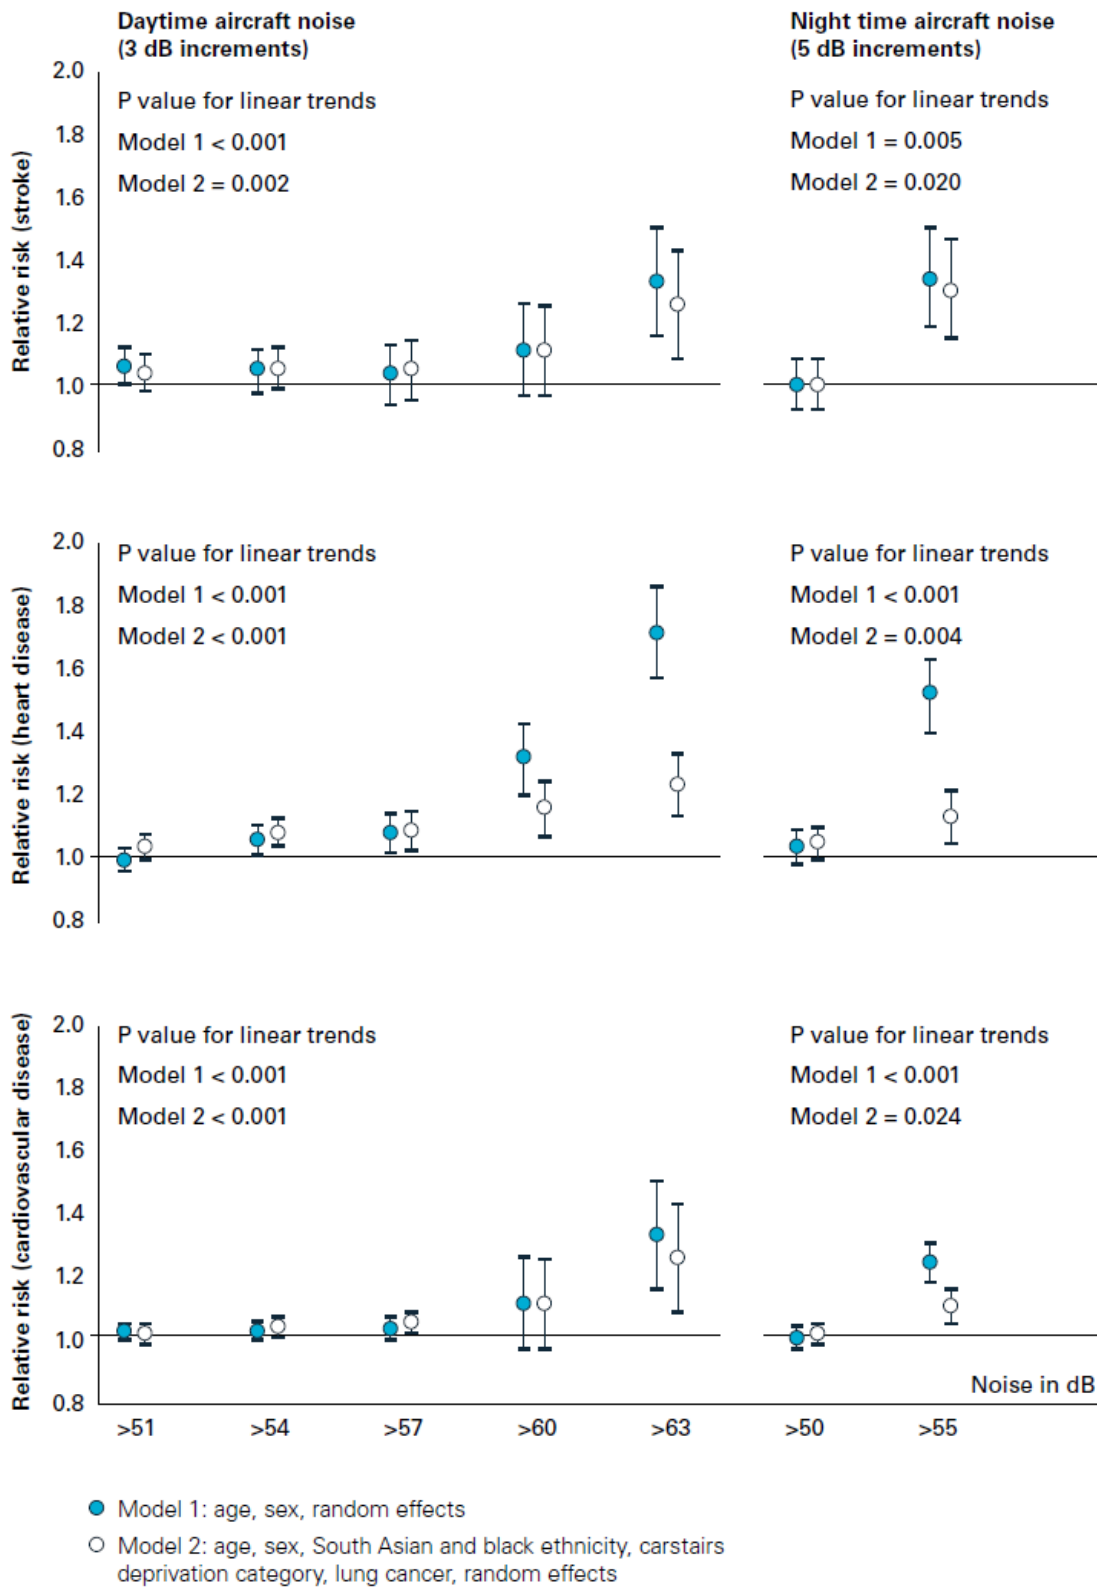 Daytime aircraft noise
(3 dB increments)
Night time aircraft noise
(5 dB increments)
Relative risk (stroke)
2.0
1.8
1.6
1.4
1.2
1.0
0.8
P value for linear trends
Model 1 < 0.001
Model 2 = 0.002
P value for linear trends
Model 1 = 0.005
Model 2 = 0.020
Relative risk (heart disease)
2.0
1.8
1.6
1.4
1.2
1.0
0.8
P value for linear trends
Model 1 < 0.001
Model 2 < 0.001
P value for linear trends
Model 1 < 0.001
Model 2 = 0.004
Relative risk (cardiovascular disease)
2.0
1.8
1.6
1.4
1.2
1.0
0.8
P value for linear trends
Model 1 < 0.001
Model 2 < 0.001
P value for linear trends
Model 1 < 0.001
Model 2 = 0.024
Noise in dB
>51 >54 >57 >60 >63 >50 >55
Model 1: age, sex, random effects
Model 2: age, sex, South Asian and black ethnicity, carstairs
deprivation category, lung cancer, random effects